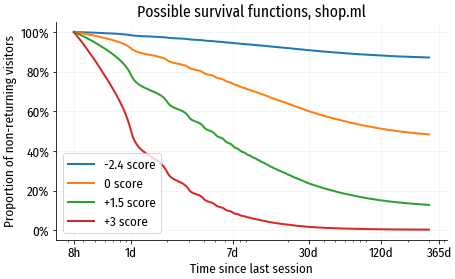 Possible survival functions, shop.ml
Proportion of non-returning visitors
100%
80%
60%
40%
20%
0%
-2.4 score
0 score
+1.5 score
+3 score
8h 1d 7d 30d 120d 365d
Time since last session